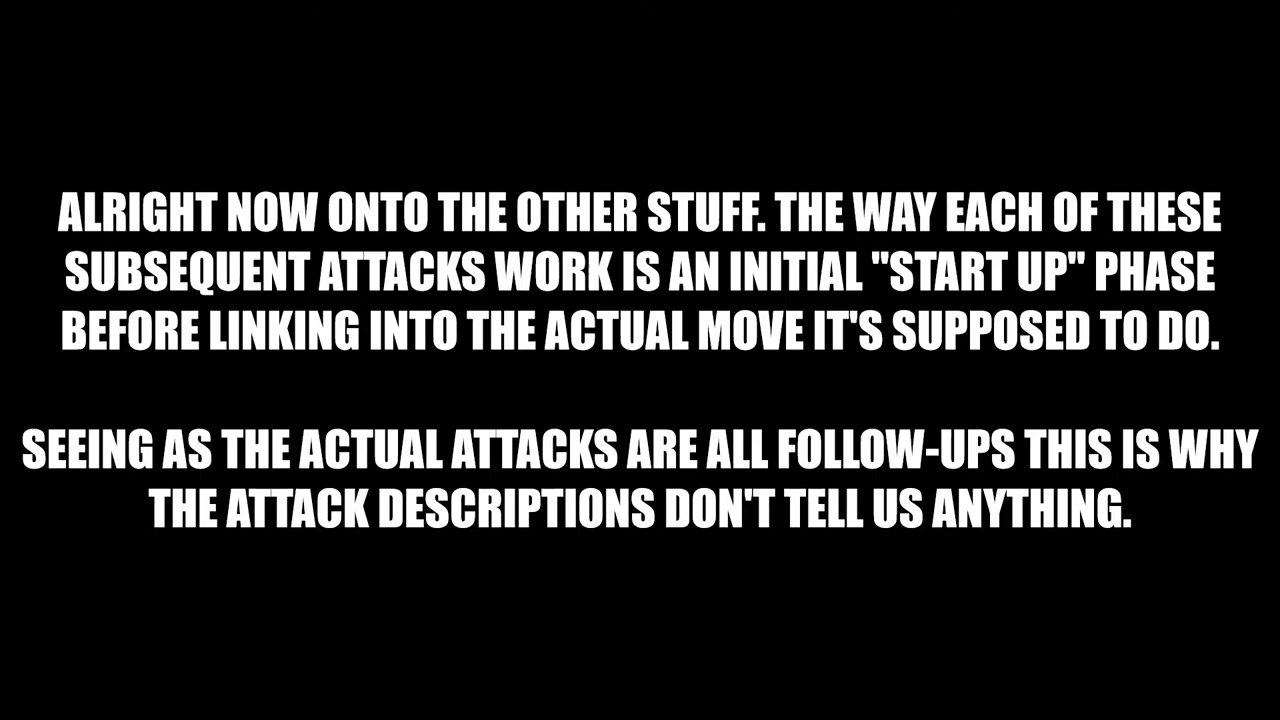 ALRIGHT NOW ONTO THE OTHER STUFF. THE WAY EACH OF THESE
SUBSEQUENT ATTACKS WORK IS AN INITIAL "START UP" PHASE
BEFORE LINKING INTO THE ACTUAL MOVE IT'S SUPPOSED TO DO.
SEEING AS THE ACTUAL ATTACKS ARE ALL FOLLOW-UPS THIS IS WHY
THE ATTACK DESCRIPTIONS DON'T TELL US ANYTHING.